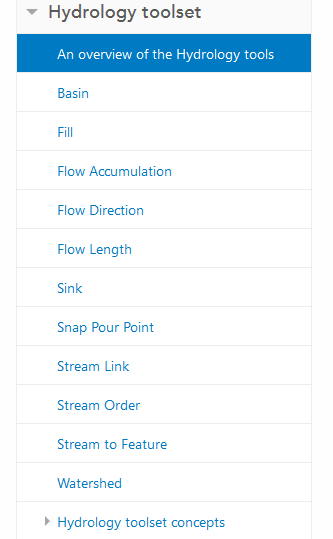 Hydrology toolset
An overview of the Hydrology tools
Basin
Fill
Flow Accumulation
Flow Direction
Flow Length
Sink
Snap Pour Point
Stream Link
Stream Order
Stream to Feature
Watershed
Hydrology toolset concepts